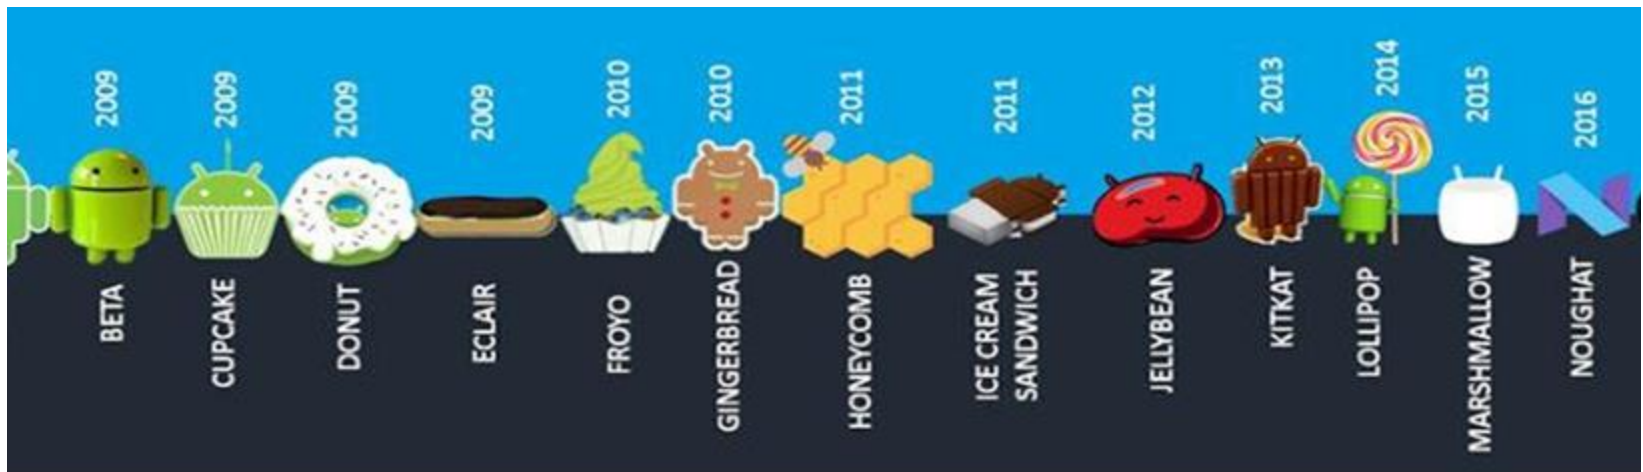 2009
2009
2009
2009
2010
2010
2011
2011
2012
2013
2014
2015
2016
BETA
CUPCAKE
DONUT
ECLAIR
FROYO
GINGERBREAD
HONEYCOMB
ICE CREAM
SANDWICH
JELLYBEAN
KITKAT
LOLLIPOP
MARSHMALLOW
NOUGHAT